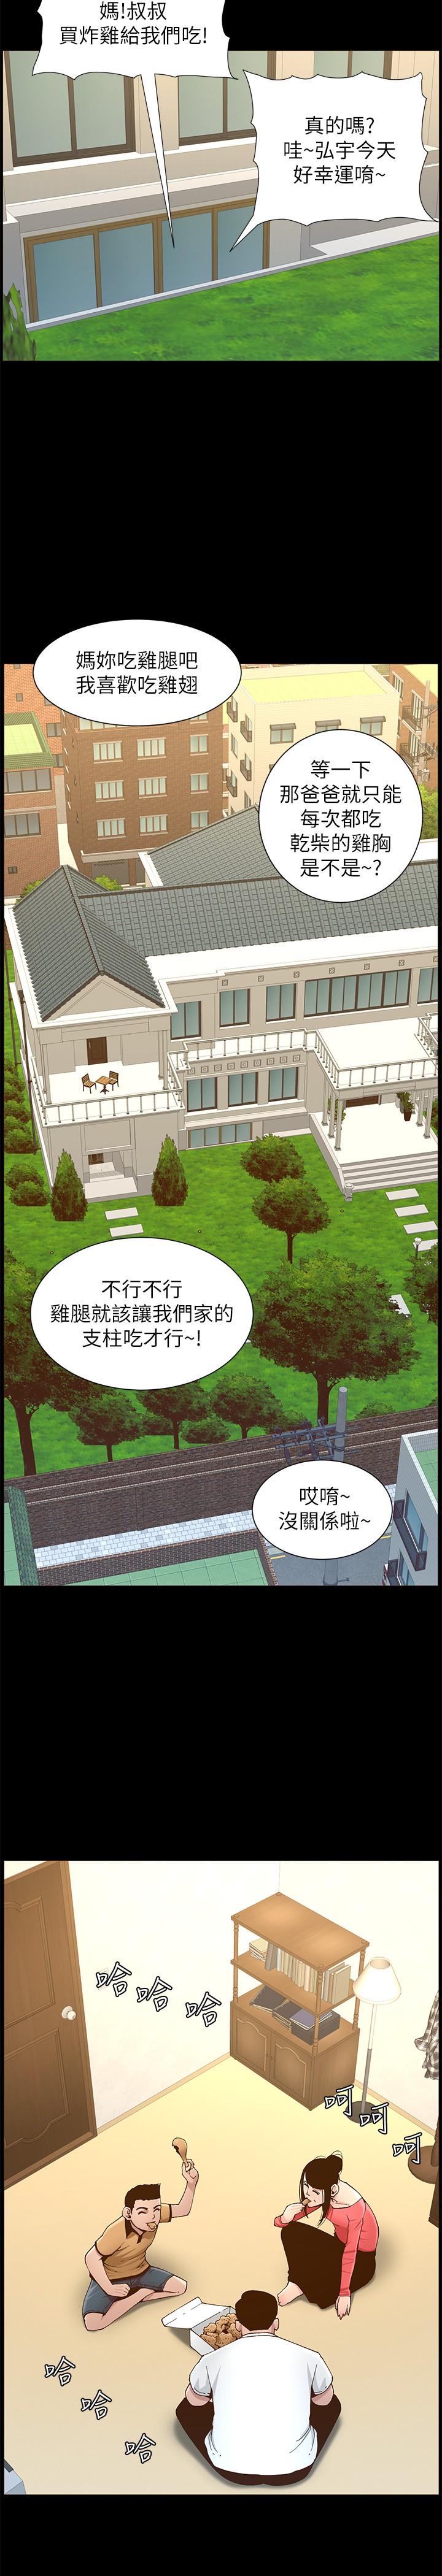 媽!叔叔
買炸雞給我們吃!
真的嗎?
哇~弘宇今天
好幸運唷~
媽妳吃雞腿吧
我喜歡吃雞翅
等一下
那爸爸就只能
每次都吃
乾柴的雞胸
是不是~?
不行不行
雞腿就該讓我們家的
支柱吃才行~!
哎唷~
沒關係啦~
哈哈哈
呵呵呵
哈哈哈